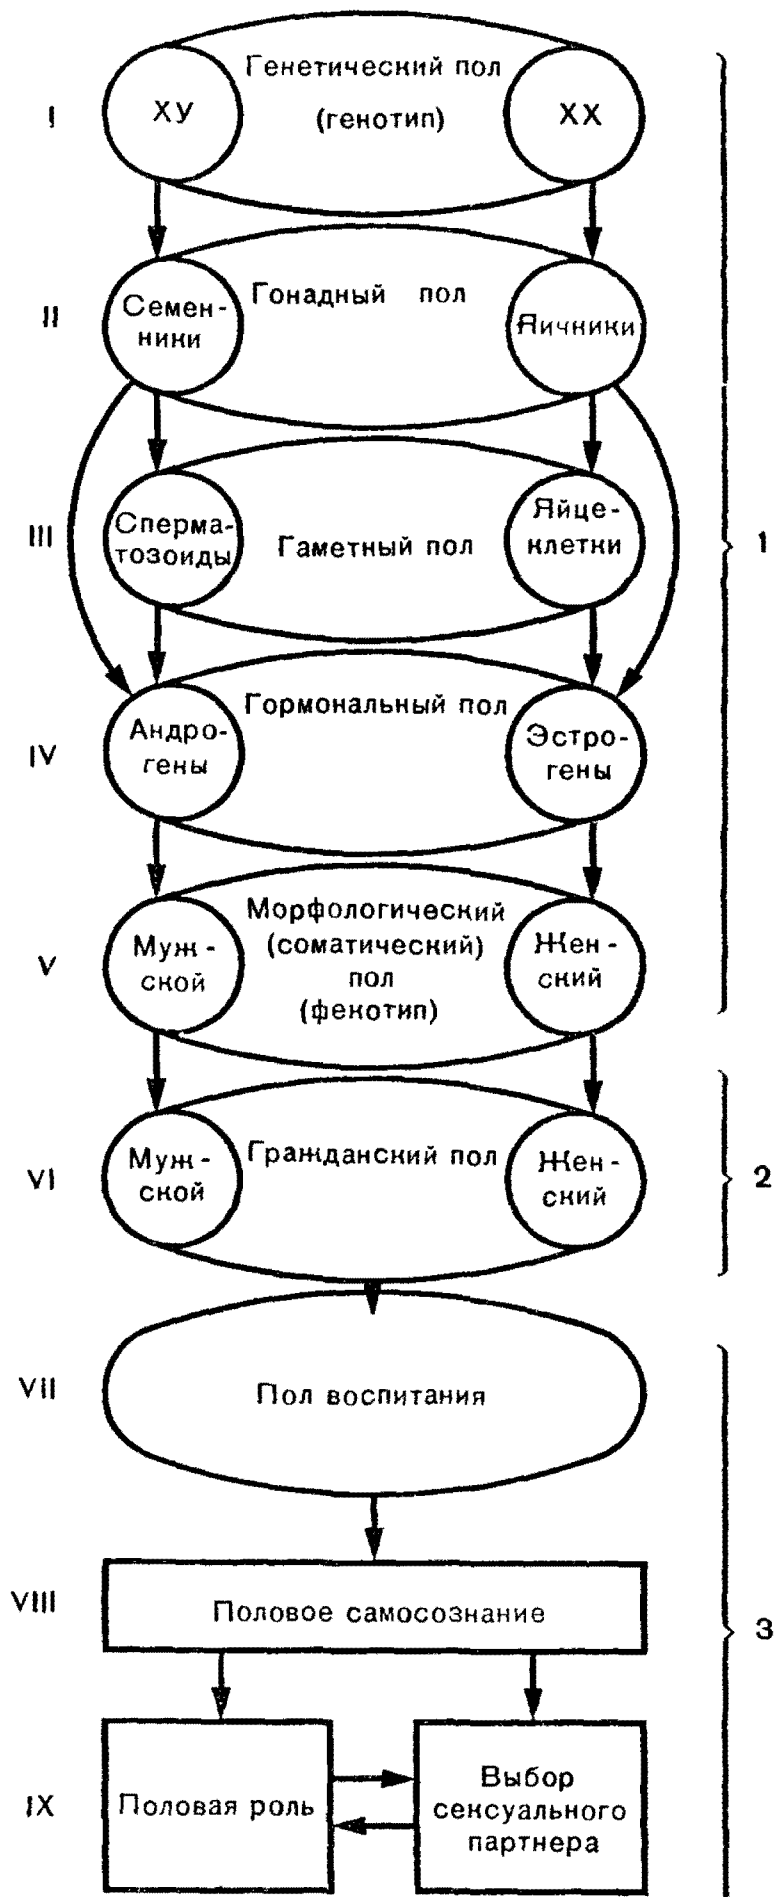 Генетический пол
(генотип)
I
ХУ
ХХ
Гонадный пол
II
Семен-
ники
Яичники
III
Сперма-
тозоиды
Гаметный пол
Яйце-
клетки
1
Гормональный пол
IV
Андро-
гены
Эстро-
гены
V
Муж-
ской
Морфологический
(соматический)
пол
(фекотип)
Жен-
ский
VI
Муж-
ской
Гражданский пол
Жен-
ский
2
VII
Пол воспитания
VIII
Половое самосознание
3
IX
Половая роль
Выбор
сексуального
партнера